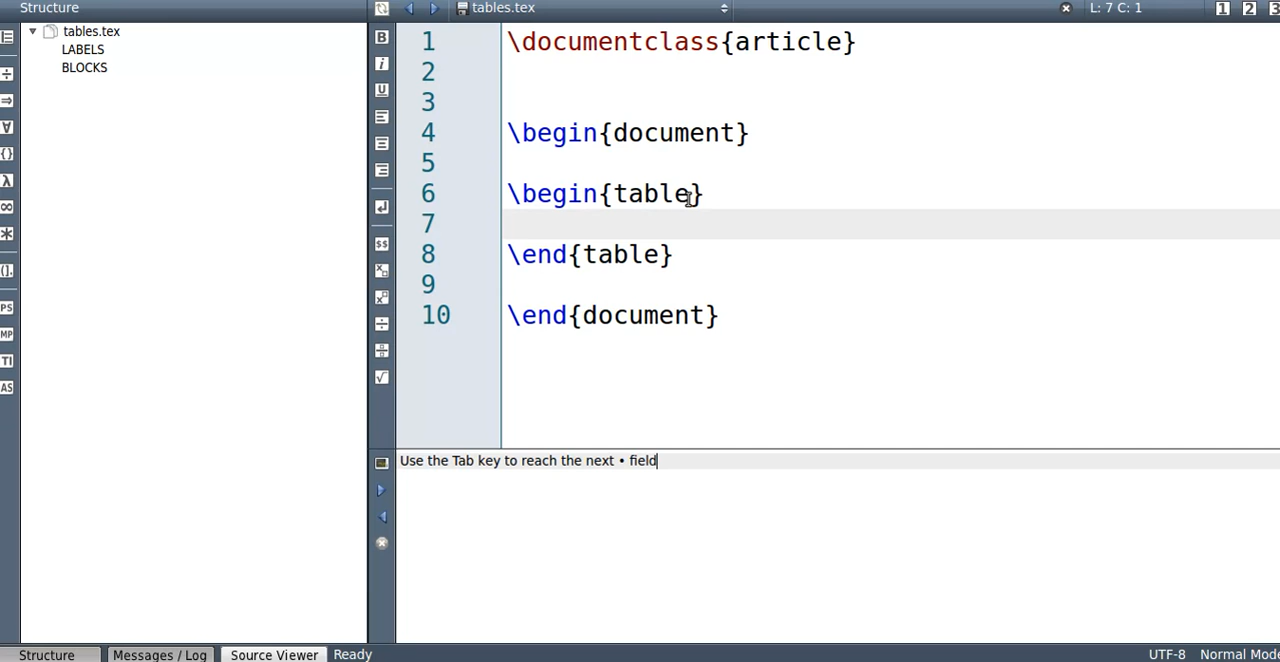 Structure
tables.tex
L: 7 C: 1
1 2 3
tables.tex
LABELS
BLOCKS
1 \documentclass{article}
2
3
4 \begin{document}
5
6 \begin{table}
7
8 \end{table}
9
10 \end{document}
Use the Tab key to reach the next • field
Structure
Messages / Log
Source Viewer
Ready
UTF-8
Normal Mode